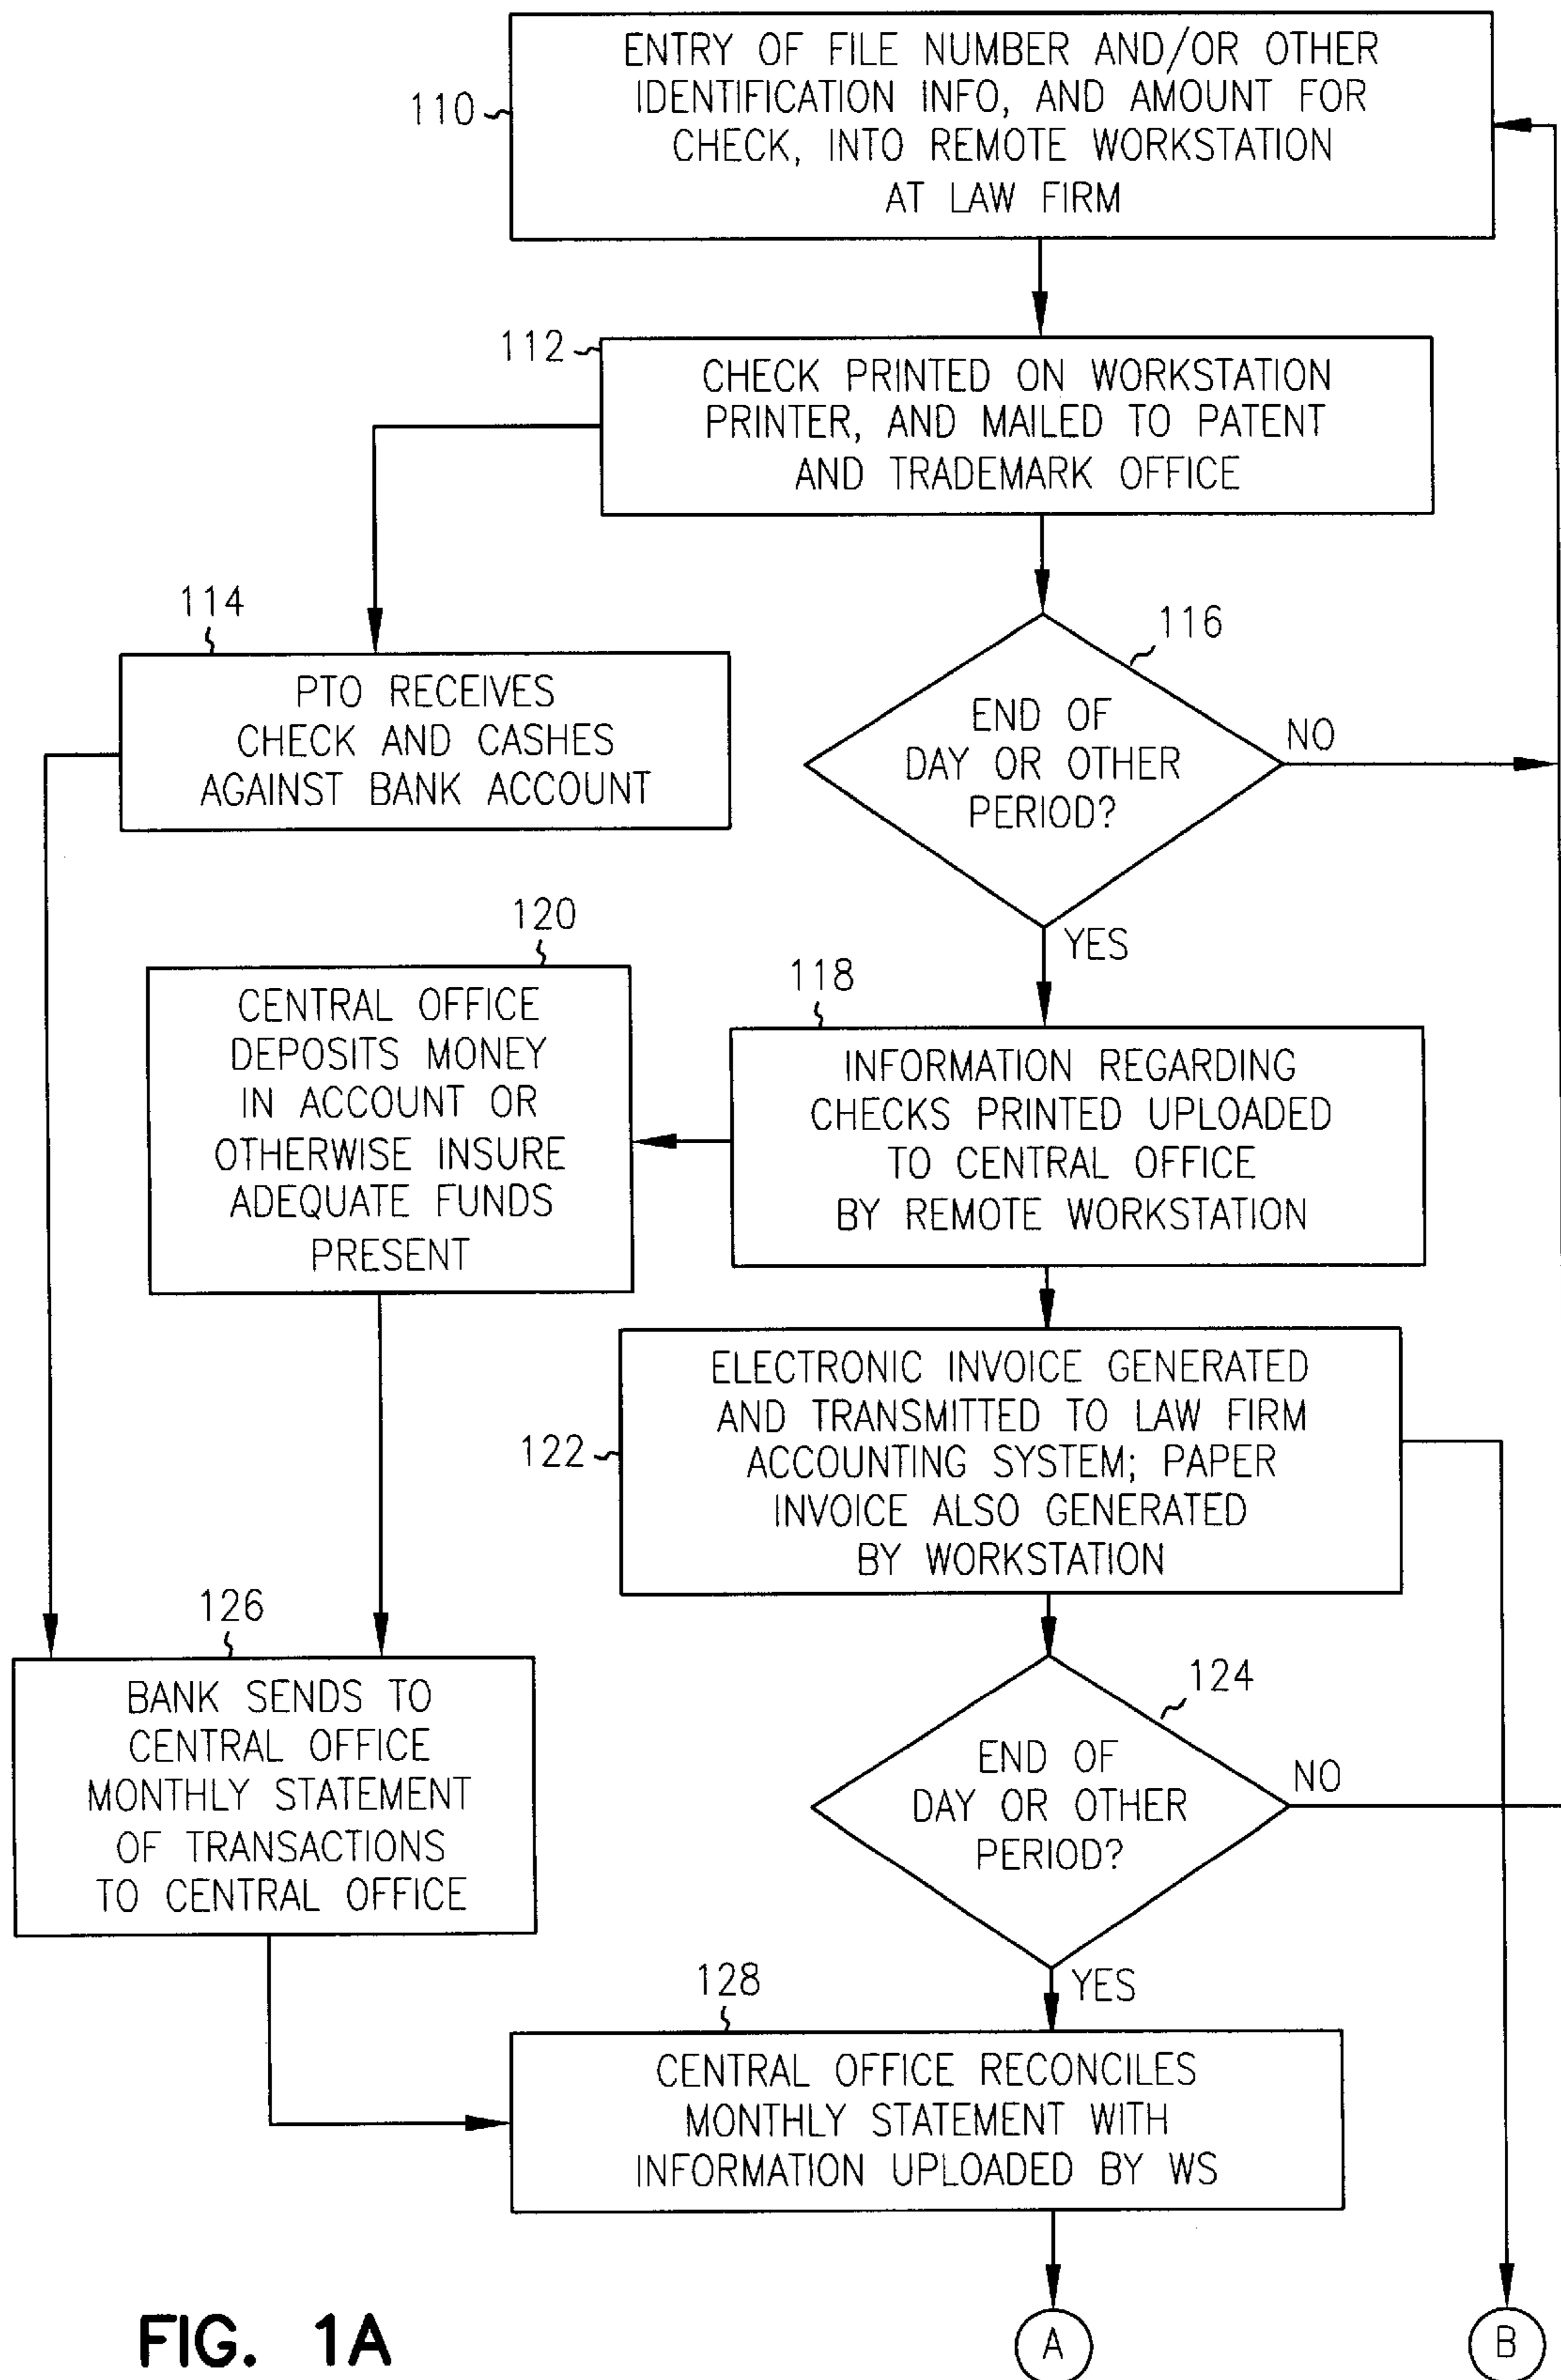 110
ENTRY OF FILE NUMBER AND/OR OTHER
IDENTIFICATION INFO, AND AMOUNT FOR
CHECK, INTO REMOTE WORKSTATION
AT LAW FIRM
112
CHECK PRINTED ON WORKSTATION
PRINTER, AND MAILED TO PATENT
AND TRADEMARK OFFICE
114
PTO RECEIVES
CHECK AND CASHES
AGAINST BANK ACCOUNT
116
END OF
DAY OR OTHER
PERIOD?
NO
YES
118
INFORMATION REGARDING
CHECKS PRINTED UPLOADED
TO CENTRAL OFFICE
BY REMOTE WORKSTATION
120
CENTRAL OFFICE
DEPOSITS MONEY
IN ACCOUNT OR
OTHERWISE INSURE
ADEQUATE FUNDS
PRESENT
122
ELECTRONIC INVOICE GENERATED
AND TRANSMITTED TO LAW FIRM
ACCOUNTING SYSTEM; PAPER
INVOICE ALSO GENERATED
BY WORKSTATION
124
END OF
DAY OR OTHER
PERIOD?
NO
YES
126
BANK SENDS TO
CENTRAL OFFICE
MONTHLY STATEMENT
OF TRANSACTIONS
TO CENTRAL OFFICE
128
CENTRAL OFFICE RECONCILES
MONTHLY STATEMENT WITH
INFORMATION UPLOADED BY WS
A
B
FIG. 1A